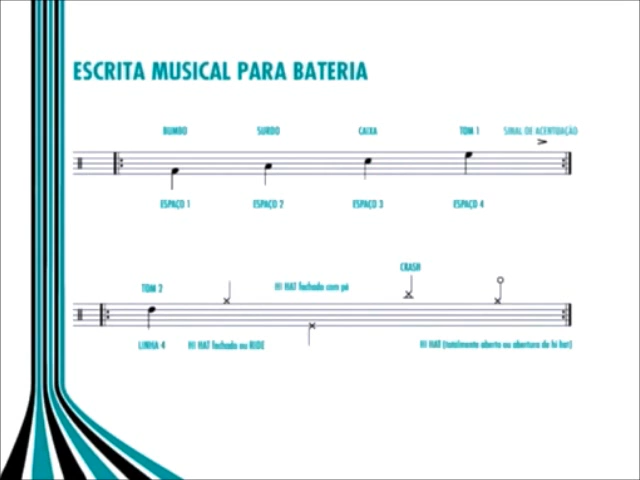 ESCRITA MUSICAL PARA BATERIA
BUMBO SURDO CAIXA TOM 1 SINAL DE ACENTUAÇÃO
ESPAÇO 1 ESPAÇO 2 ESPAÇO 3 ESPAÇO 4
CRASH
TOM 2 HI HAT fechado com pé
LINHA 4 HI HAT fechado ou RIDE HI HAT (totalmente aberto ou abertura de hi hat)